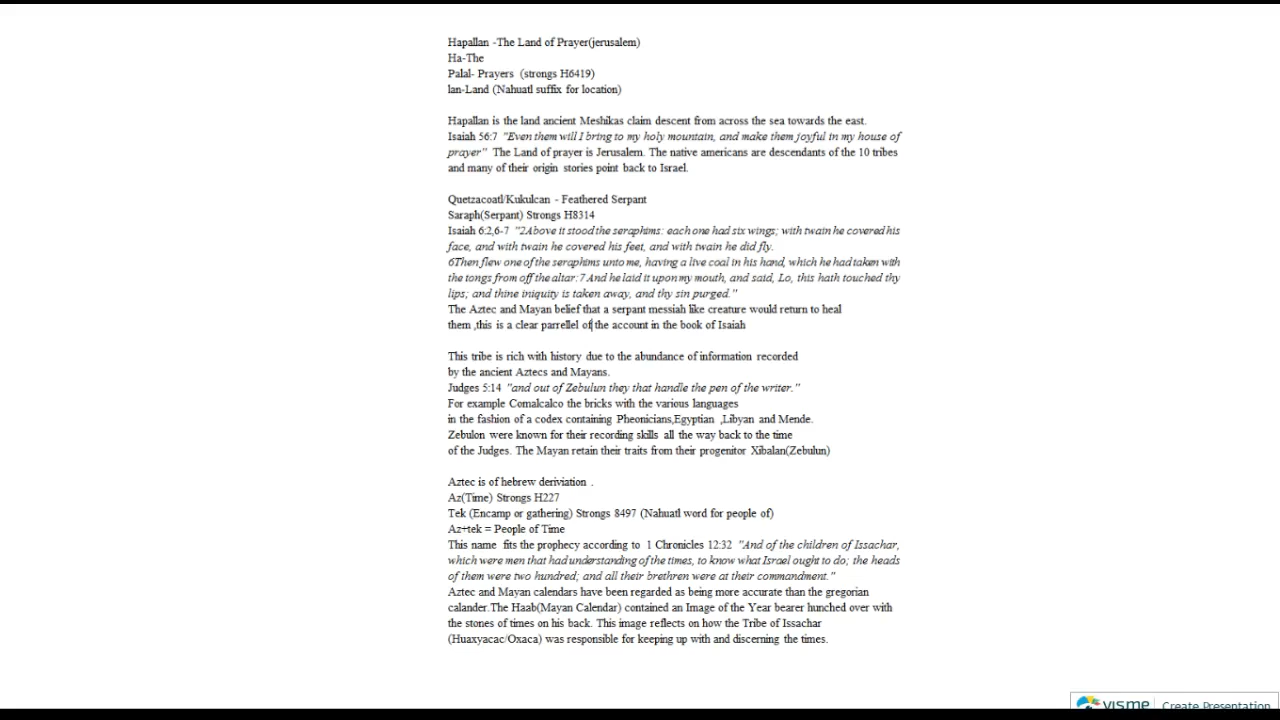 Hapallan -The Land of Prayer(jerusalem)
Ha-The
Palal- Prayers (strongs H6419)
lan-Land (Nahuatl suffix for location)
Hapallan is the land ancient Meshikas claim descent from across the sea towards the east.
Isaiah 56:7 "Even them will I bring to my holy mountain, and make them joyful in my house of
prayer" The Land of prayer is Jerusalem. The native americans are descendants of the 10 tribes
and many of their origin stories point back to Israel.
Quetzacoatl/Kukulcan - Feathered Serpant
Saraph(Serpant) Strongs H8314
Isaiah 6:2,6-7 "2Above it stood the seraphims: each one had six wings; with twain he covered his
face, and with twain he covered his feet, and with twain he did fly.
6Then flew one of the seraphims unto me, having a live coal in his hand, which he had taken with
the tongs from off the altar:7And he laid it upon my mouth, and said, Lo, this hath touched thy
lips; and thine iniquity is taken away, and thy sin purged."
The Aztec and Mayan belief that a serpant messiah like creature would return to heal
them ,this is a clear parrellel of the account in the book of Isaiah
This tribe is rich with history due to the abundance of information recorded
by the ancient Aztecs and Mayans.
Judges 5:14 "and out of Zebulun they that handle the pen of the writer."
For example Comalcalco the bricks with the various languages
in the fashion of a codex containing Pheonicians,Egyptian ,Libyan and Mende.
Zebulon were known for their recording skills all the way back to the time
of the Judges. The Mayan retain their traits from their progenitor Xibalan(Zebulun)
Aztec is of hebrew deriviation .
Az(Time) Strongs H227
Tek (Encamp or gathering) Strongs 8497 (Nahuatl word for people of)
Az+tek = People of Time
This name fits the prophecy according to 1 Chronicles 12:32 "And of the children of Issachar,
which were men that had understanding of the times, to know what Israel ought to do; the heads
of them were two hundred; and all their brethren were at their commandment."
Aztec and Mayan calendars have been regarded as being more accurate than the gregorian
calander.The Haab(Mayan Calendar) contained an Image of the Year bearer hunched over with
the stones of times on his back. This image reflects on how the Tribe of Issachar
(Huaxyacac/Oxaca) was responsible for keeping up with and discerning the times.
visme Create Presentation